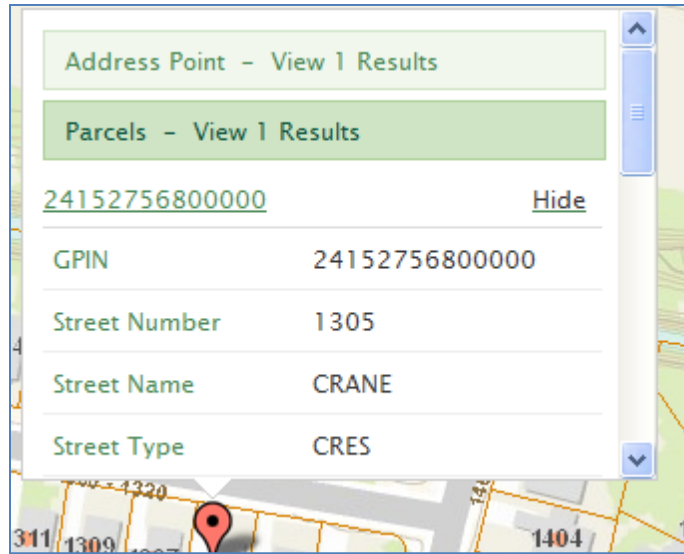 Address Point – View 1 Results
Parcels – View 1 Results
24152756800000 Hide
GPIN 24152756800000
Street Number 1305
Street Name CRANE
Street Type CRES
- 1320
311 1309 1404